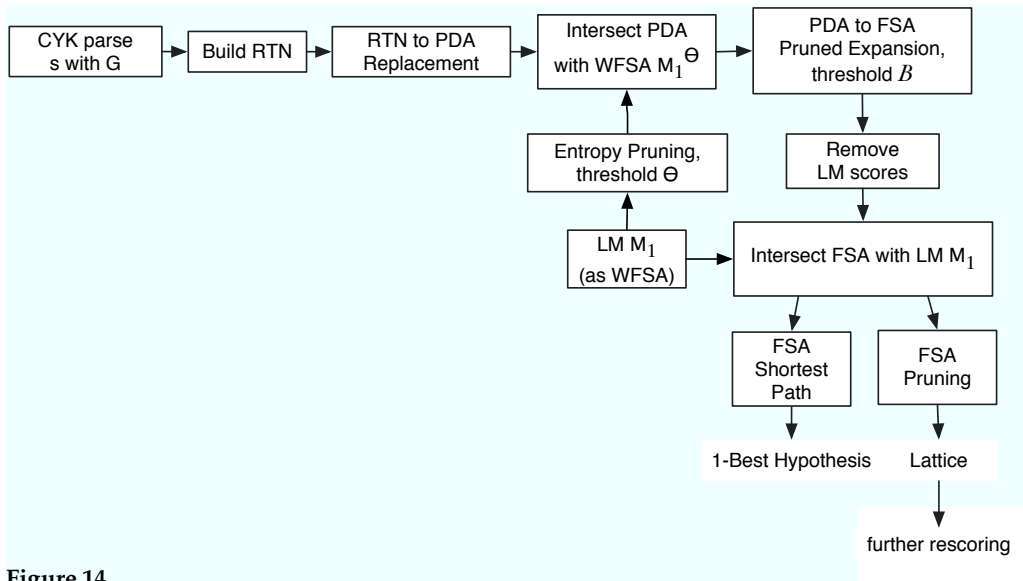 CYK parse
s with G
Build RTN
RTN to PDA
Replacement
Intersect PDA
with WFSA M1^Θ
PDA to FSA
Pruned Expansion,
threshold B
Entropy Pruning,
threshold Θ
Remove
LM scores
LM M1
(as WFSA)
Intersect FSA with LM M1
FSA
Shortest
Path
FSA
Pruning
1-Best Hypothesis
Lattice
further rescoring
Figure 14